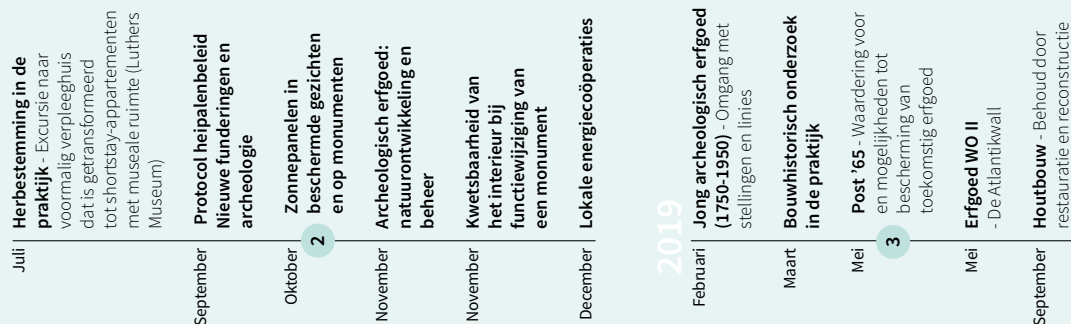 Juli
Herbestemming in de
praktijk - Excursie naar
voormalig verpleeghuis
dat is getransformeerd
tot shortstay-appartementen
met museale ruimte (Luthers
Museum)
September
Protocol heipalenbeleid
Nieuwe funderingen en
archeologie
Oktober
Zonnepanelen in
beschermde gezichten
en op monumenten
2
November
Archeologisch erfgoed:
natuurontwikkeling en
beheer
November
Kwetsbaarheid van
het interieur bij
functiewijziging van
een monument
December
Lokale energiecoöperaties
2019
Februari
Jong archeologisch erfgoed
(1750-1950) - Omgang met
stellingen en linies
Maart
Bouwhistorisch onderzoek
in de praktijk
Mei
Post '65 - Waardering voor
en mogelijkheden tot
bescherming van
toekomstig erfgoed
3
Mei
Erfgoed WO II
- De Atlantikwall
September
Houtbouw - Behoud door
restauratie en reconstructie